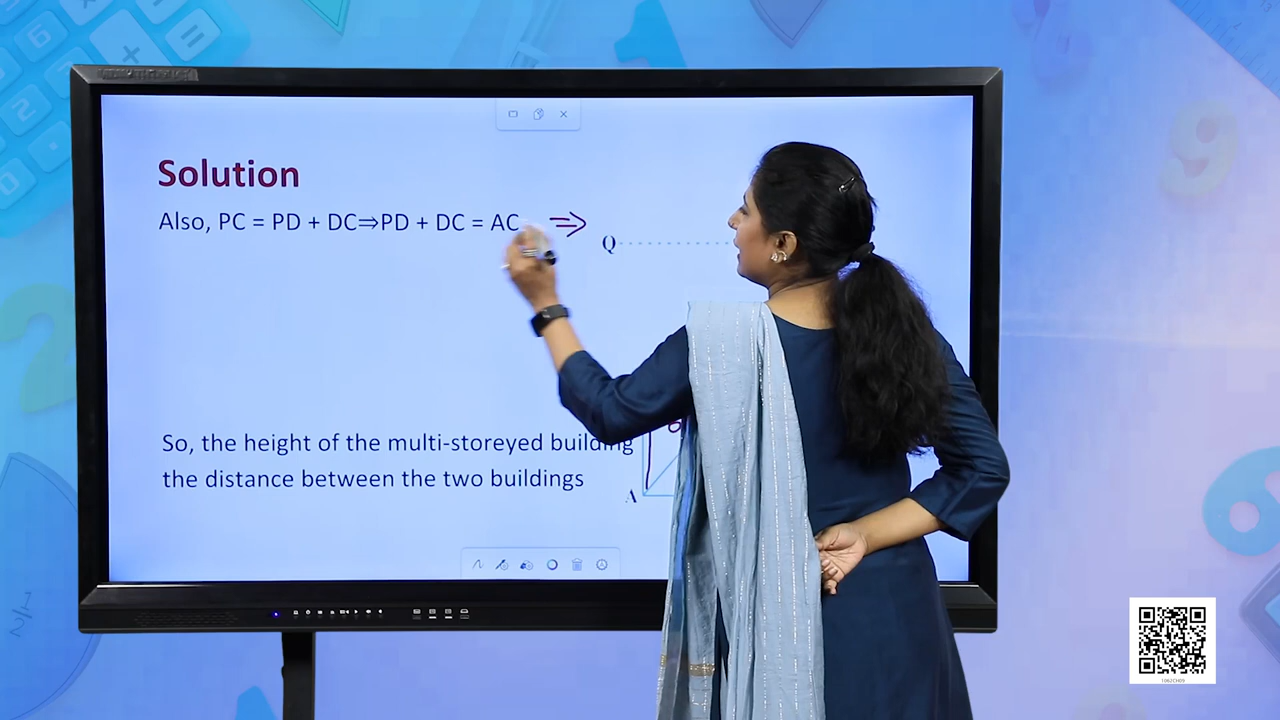 Solution
Also, PC = PD + DC⇒PD + DC = AC ⇒
Q
So, the height of the multi-storeyed building
the distance between the two buildings
A
1062CH09